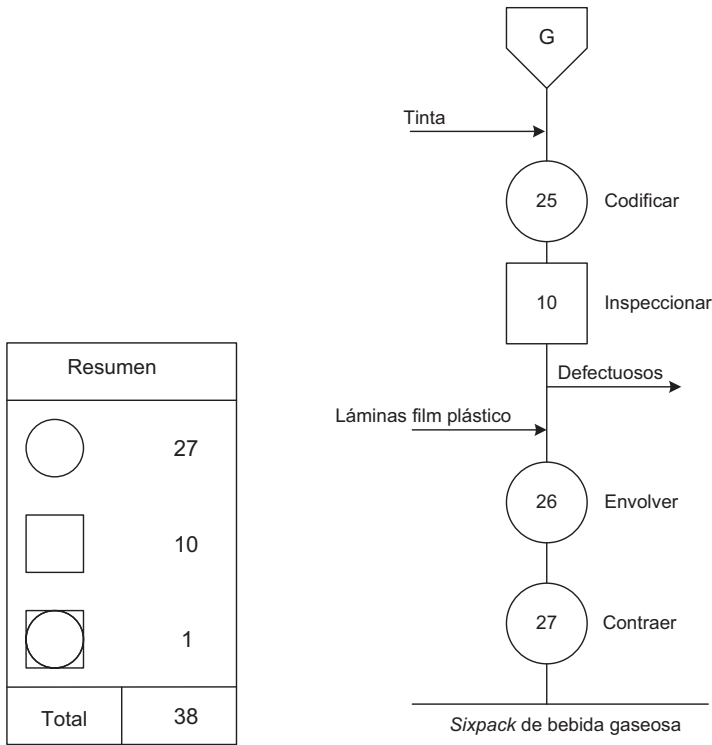 G
Tinta
25 Codificar
10 Inspeccionar
Defectuosos
Láminas film plástico
26 Envolver
27 Contraer
Sixpack de bebida gaseosa
Resumen
27
10
1
Total 38